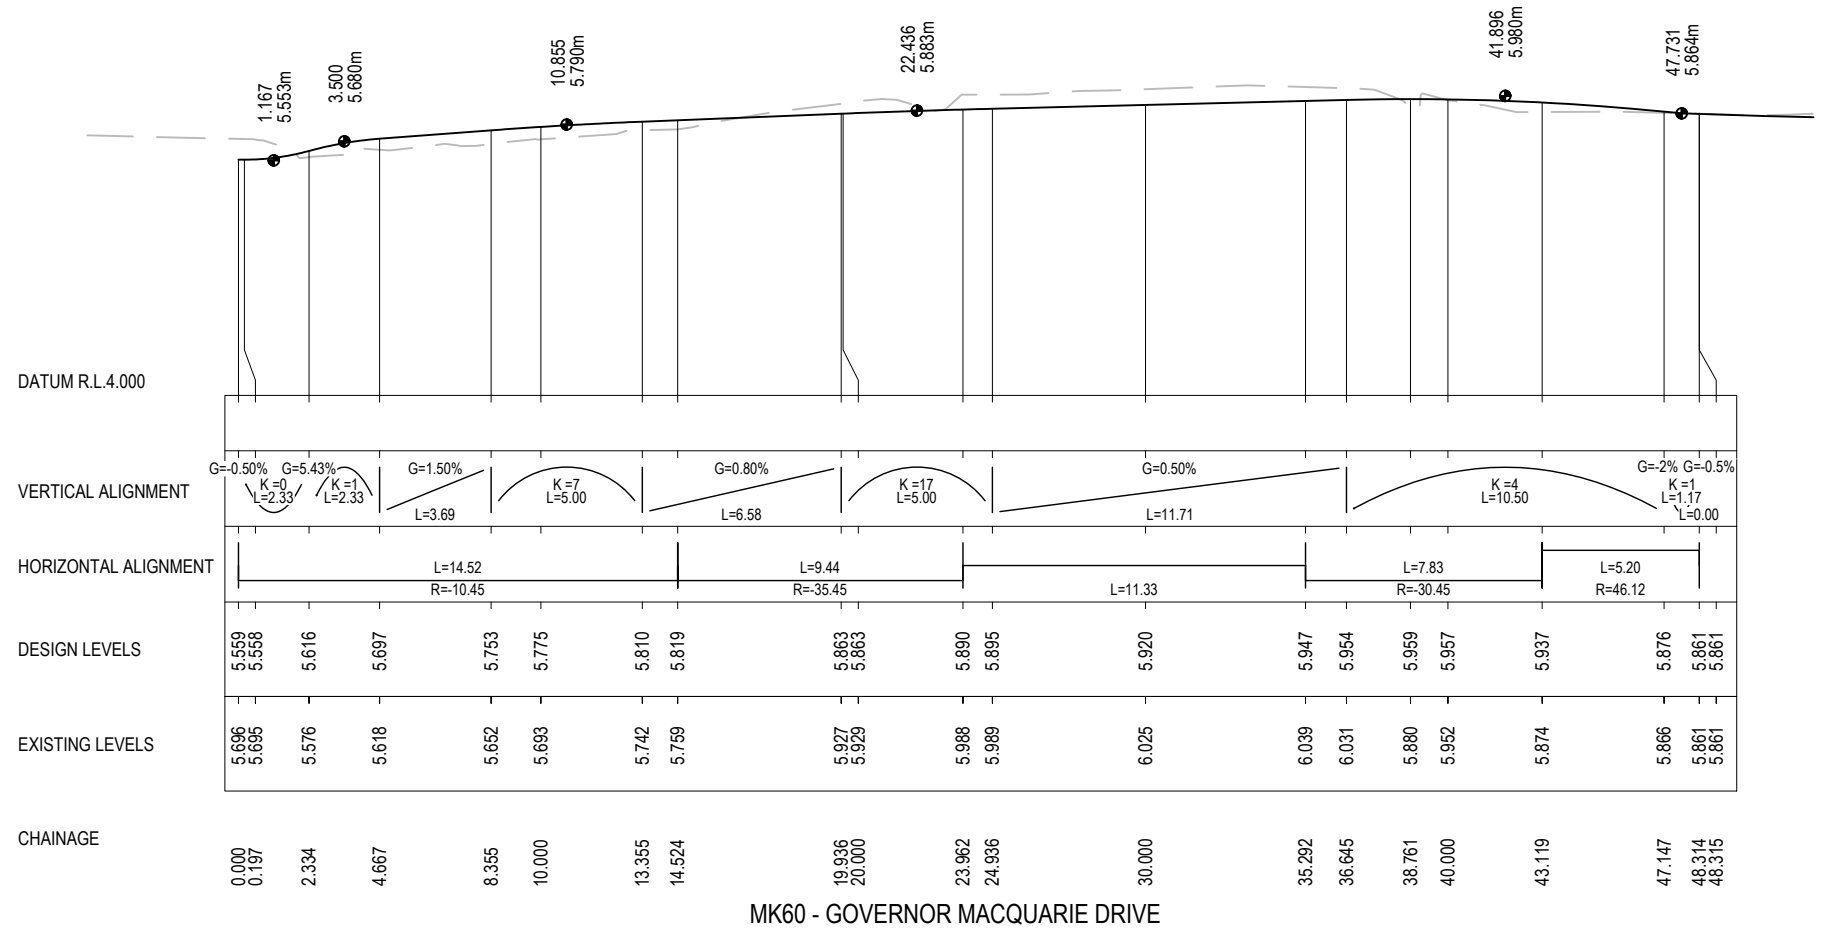 1.167
5.553m
3.500
5.680m
10.855
5.790m
22.436
5.883m
41.896
5.980m
47.731
5.864m
DATUM R.L.4.000
VERTICAL ALIGNMENT
G=-0.50%
K =0
L=2.33
G=5.43%
K =1
L=2.33
G=1.50%
L=3.69
K =7
L=5.00
G=0.80%
L=6.58
K =17
L=5.00
G=0.50%
L=11.71
K =4
L=10.50
G=-2%
K =1
L=1.17
G=-0.5%
L=0.00
HORIZONTAL ALIGNMENT
L=14.52
R=-10.45
L=9.44
R=-35.45
L=11.33
L=7.83
R=-30.45
L=5.20
R=46.12
DESIGN LEVELS
5.559
5.558
5.616
5.697
5.753
5.775
5.810
5.819
5.863
5.863
5.890
5.895
5.920
5.947
5.954
5.959
5.957
5.937
5.876
5.861
5.861
EXISTING LEVELS
5.696
5.695
5.576
5.618
5.652
5.693
5.742
5.759
5.927
5.929
5.988
5.989
6.025
6.039
6.031
5.880
5.952
5.874
5.866
5.861
5.861
CHAINAGE
0.000
0.197
2.334
4.667
8.355
10.000
13.355
14.524
19.936
20.000
23.962
24.936
30.000
35.292
36.645
38.761
40.000
43.119
47.147
48.314
48.315
MK60 - GOVERNOR MACQUARIE DRIVE